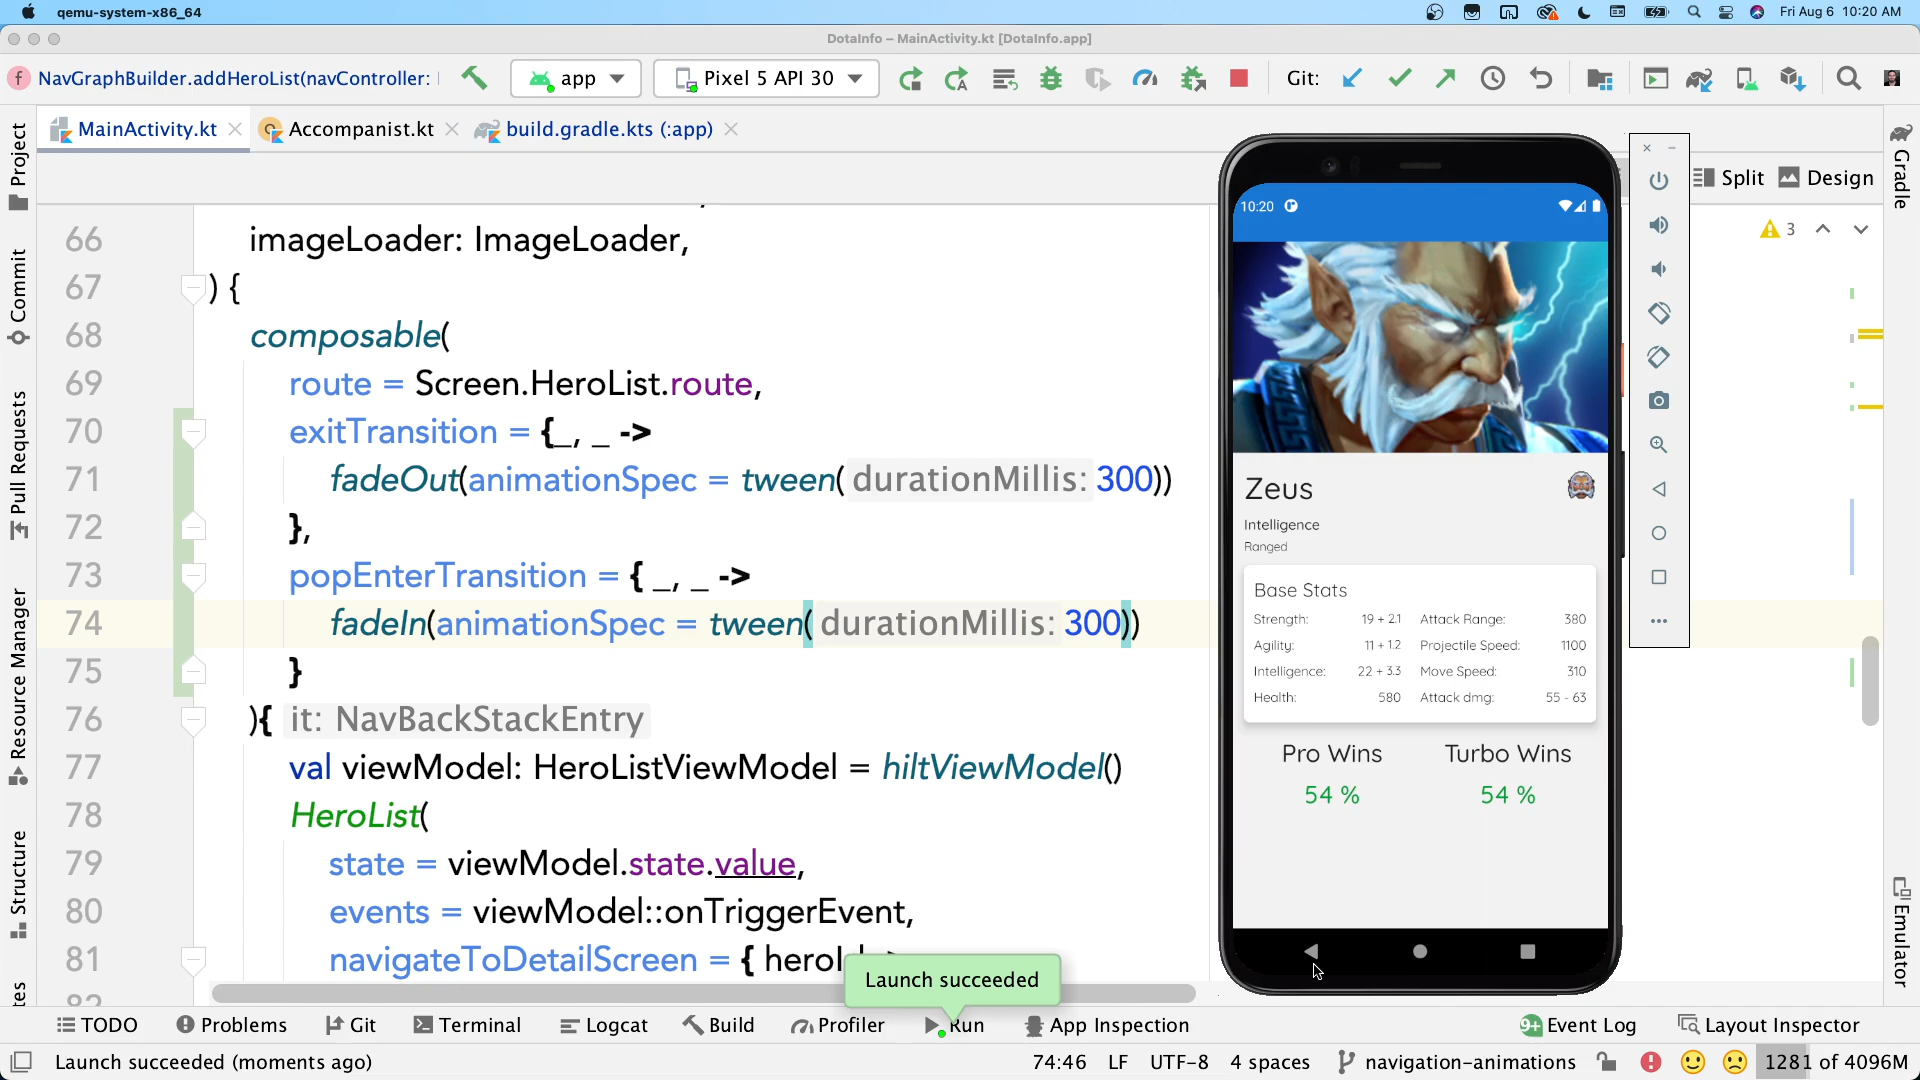 qemu-system-x86_64
Fri Aug 6 10:20 AM
DotaInfo – MainActivity.kt [DotaInfo.app]
NavGraphBuilder.addHeroList(navController:
app
Pixel 5 API 30
Git:
MainActivity.kt
Accompanist.kt
build.gradle.kts (:app)
Split
Design
Project
Commit
Pull Requests
Resource Manager
Structure
Gradle
Emulator
3
66 imageLoader: ImageLoader,
67 ) {
68 composable(
69 route = Screen.HeroList.route,
70 exitTransition = {_, _ ->
71 fadeOut(animationSpec = tween( durationMillis: 300))
72 },
73 popEnterTransition = { _, _ ->
74 fadeIn(animationSpec = tween( durationMillis: 300))
75 }
76 ){ it: NavBackStackEntry
77 val viewModel: HeroListViewModel = hiltViewModel()
78 HeroList(
79 state = viewModel.state.value,
80 events = viewModel::onTriggerEvent,
81 navigateToDetailScreen = {
10:20
Zeus
Intelligence
Ranged
Base Stats
Strength: 19 + 2.1 Attack Range: 380
Agility: 11 + 1.2 Projectile Speed: 1100
Intelligence: 22 + 3.3 Move Speed: 310
Health: 580 Attack dmg: 55 - 63
Pro Wins Turbo Wins
54 % 54 %
Launch succeeded
TODO
Problems
Git
Terminal
Logcat
Build
Profiler
Run
App Inspection
9+
Event Log
Layout Inspector
Launch succeeded (moments ago)
74:46 LF UTF-8 4 spaces navigation-animations 1281 of 4096M